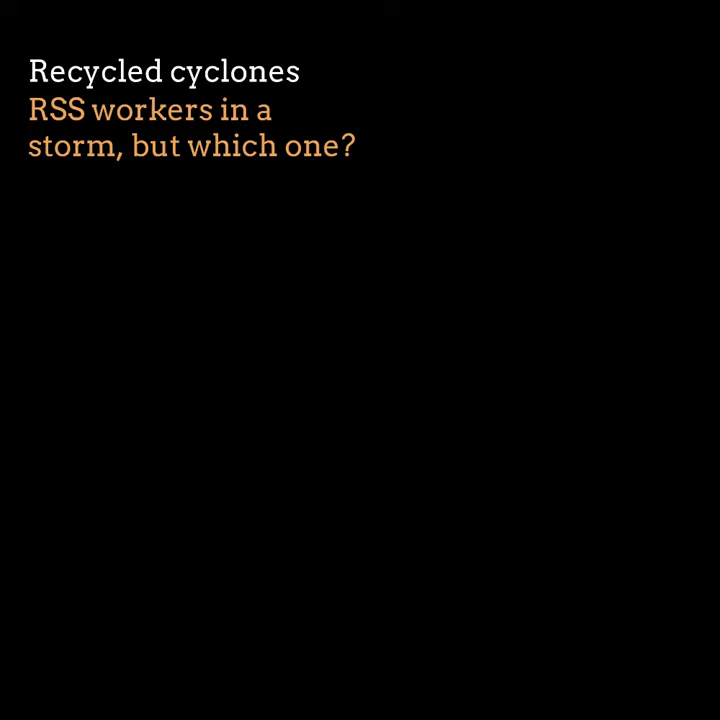 Recycled cyclones
RSS workers in a
storm, but which one?